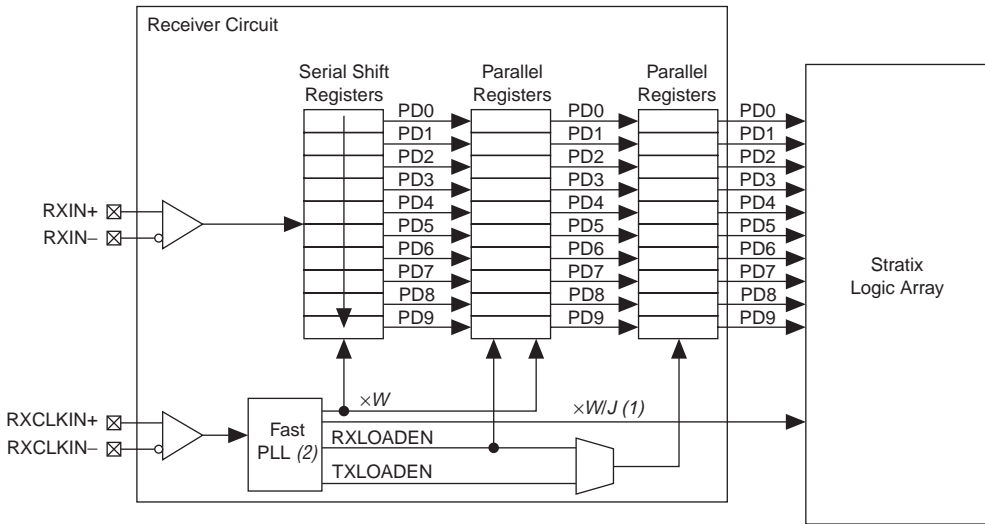 Receiver Circuit
Serial Shift
Registers
Parallel
Registers
Parallel
Registers
PD0 PD0 PD0
PD1 PD1 PD1
PD2 PD2 PD2
PD3 PD3 PD3
PD4 PD4 PD4
PD5 PD5 PD5
PD6 PD6 PD6
PD7 PD7 PD7
PD8 PD8 PD8
PD9 PD9 PD9
RXIN+
RXIN−
Stratix
Logic Array
×W
×W/J (1)
RXCLKIN+
RXCLKIN−
Fast
PLL (2)
RXLOADEN
TXLOADEN